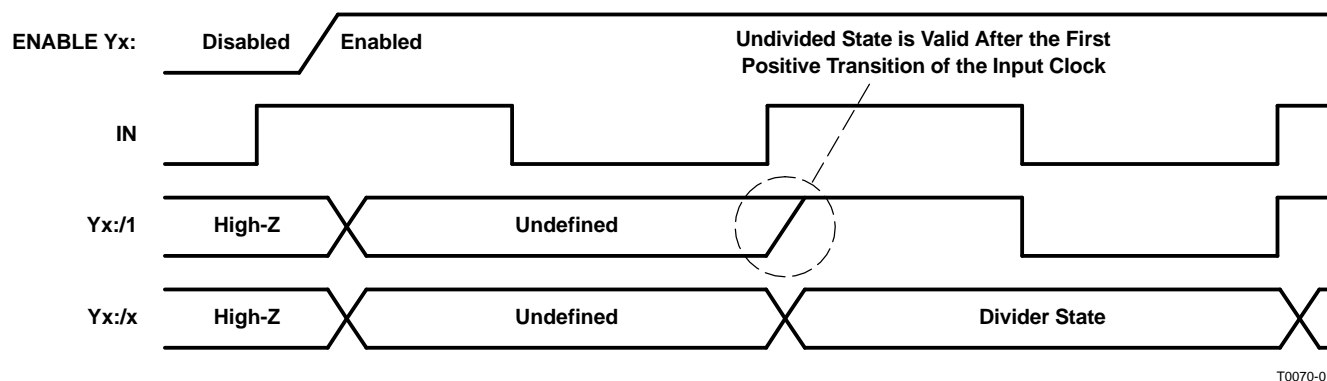 ENABLE Yx: Disabled Enabled
Undivided State is Valid After the First
Positive Transition of the Input Clock
IN
Yx:/1 High-Z Undefined
Yx:/x High-Z Undefined Divider State
T0070-0